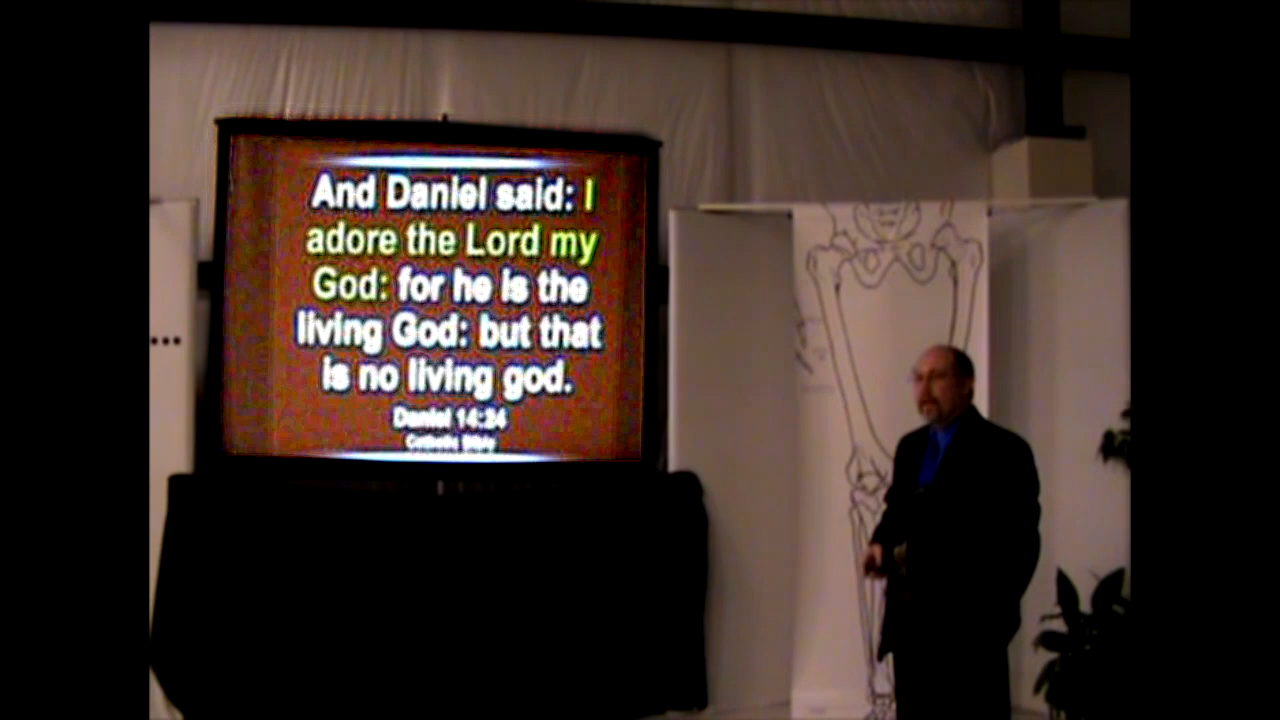 And Daniel said: I
adore the Lord my
God: for he is the
living God: but that
is no living god.
Daniel 14:24
Catholic Bible